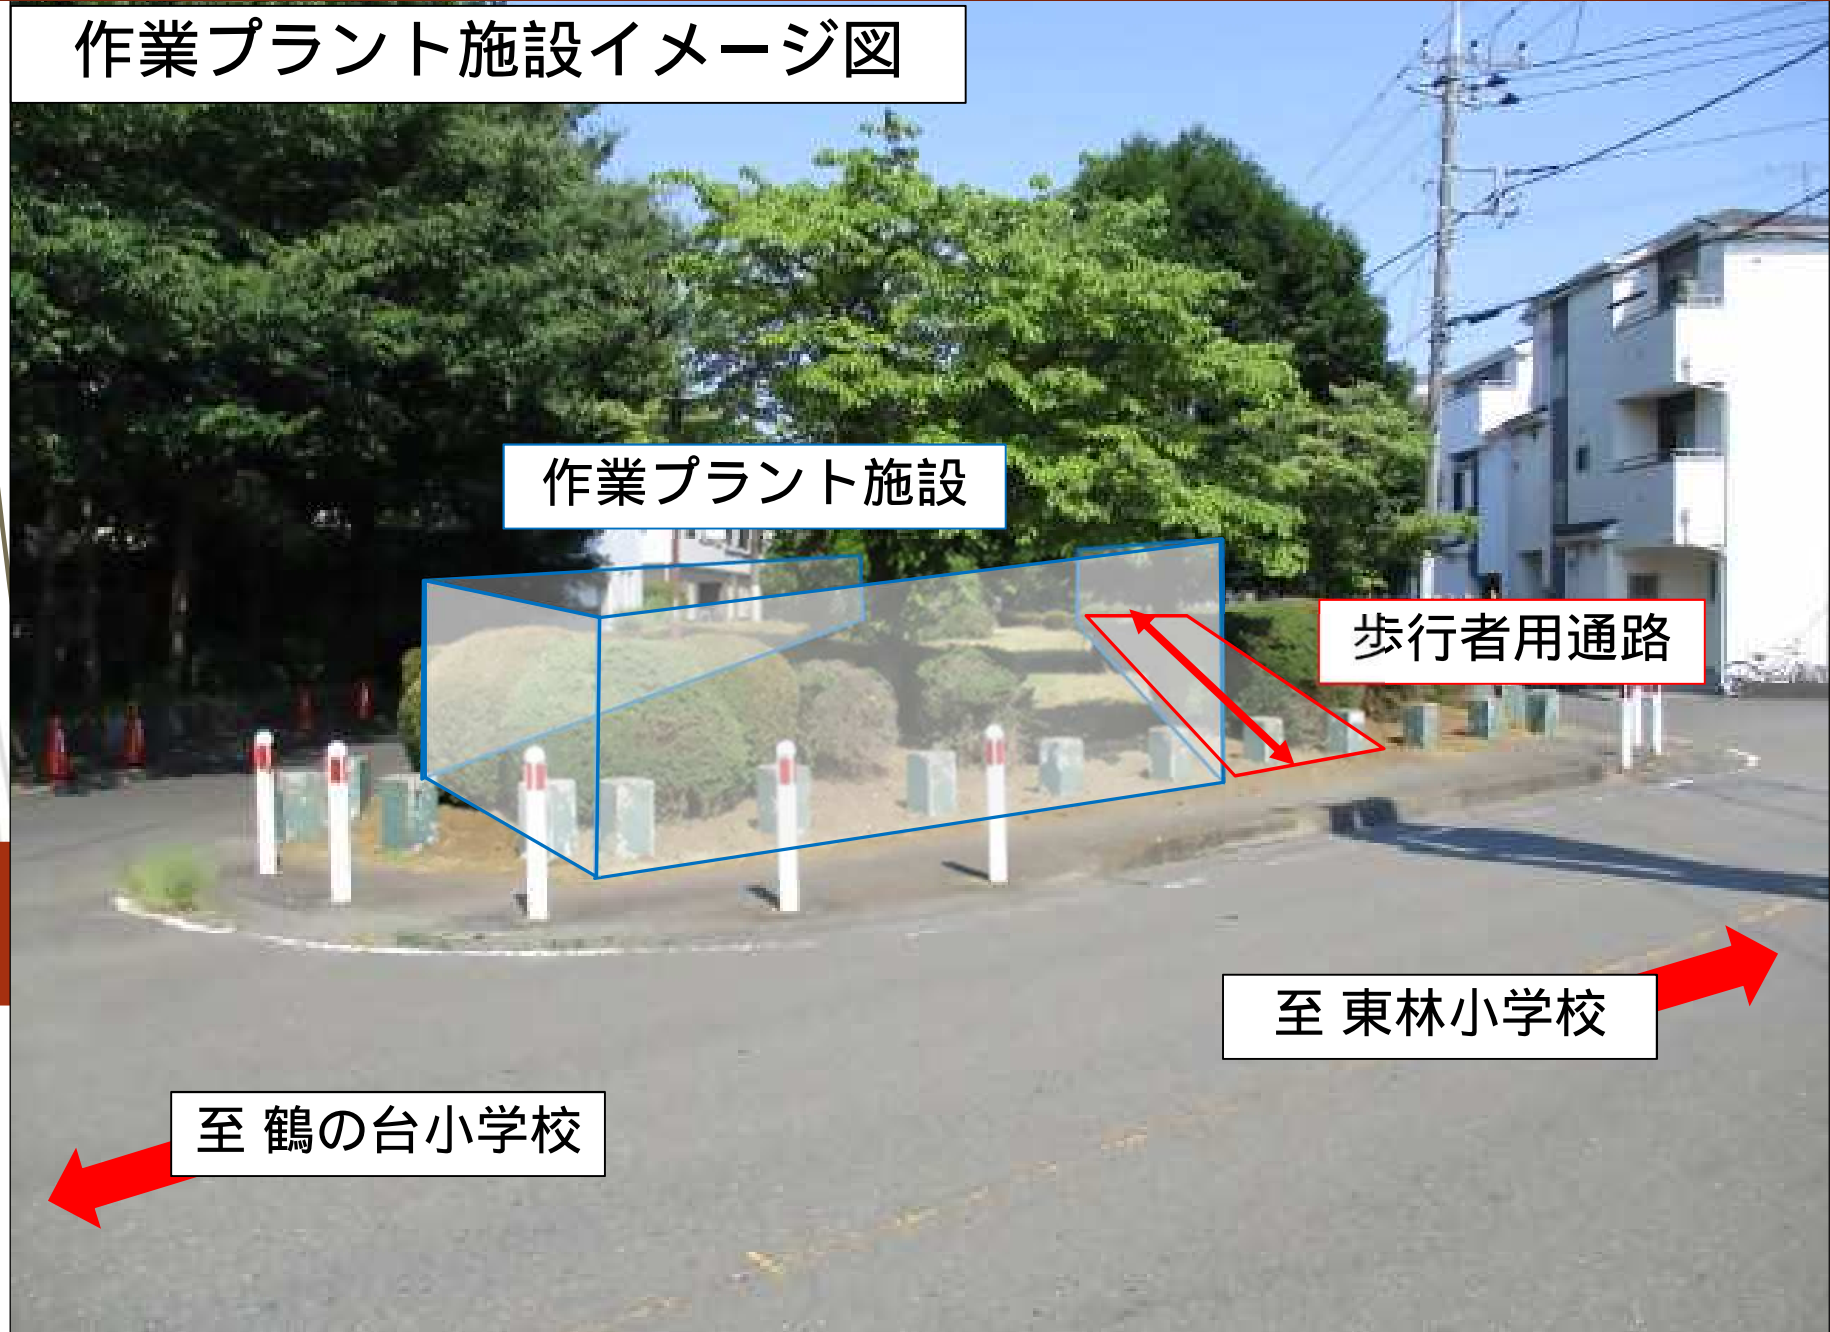 作業プラント施設イメージ図
作業プラント施設
歩行者用通路
至 東林小学校
至 鶴の台小学校